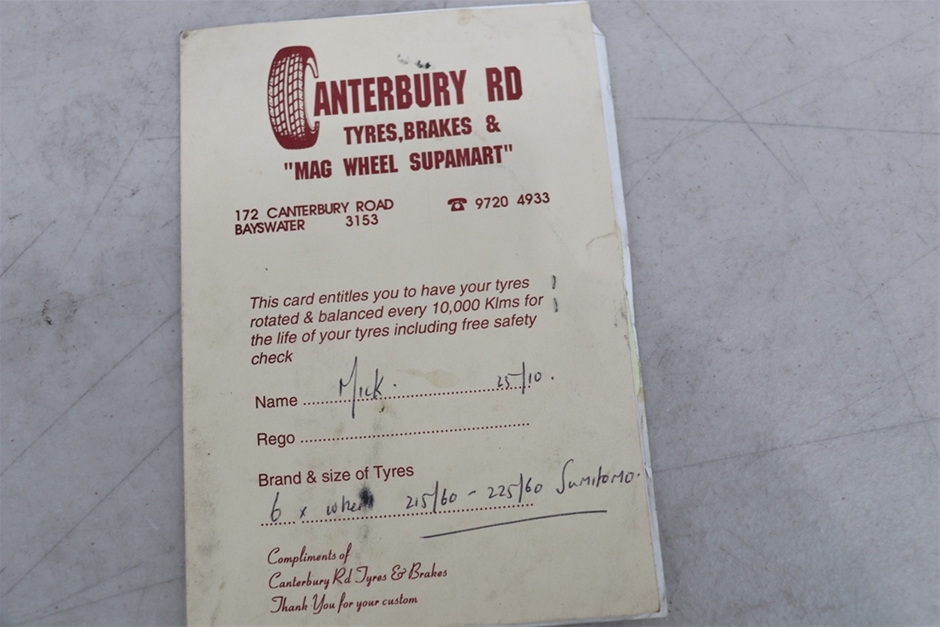 CANTERBURY RD
TYRES, BRAKES &
"MAG WHEEL SUPAMART"
172 CANTERBURY ROAD
BAYSWATER 3153
☎ 9720 4933
This card entitles you to have your tyres
rotated & balanced every 10,000 Klms for
the life of your tyres including free safety
check
Name Mick. 25/10.
Rego
Brand & size of Tyres
6 x wheel 215/60 - 225/60 Sumitomo.
Compliments of
Canterbury Rd Tyres & Brakes
Thank You for your custom